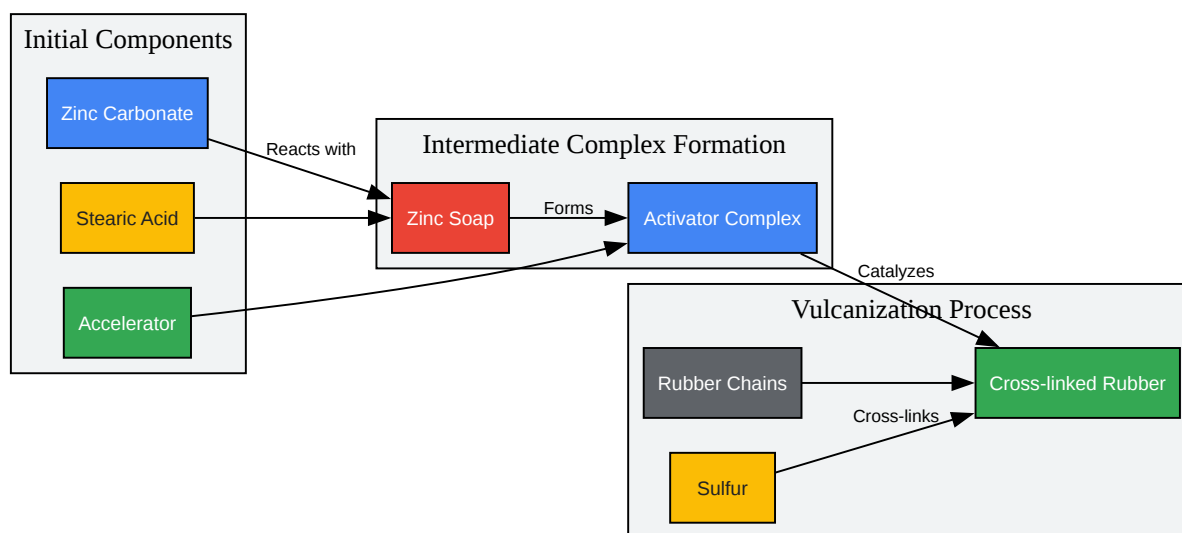 Initial Components
Zinc Carbonate
Reacts with
Stearic Acid
Accelerator
Intermediate Complex Formation
Zinc Soap
Forms
Activator Complex
Catalyzes
Vulcanization Process
Rubber Chains
Cross-linked Rubber
Cross-links
Sulfur